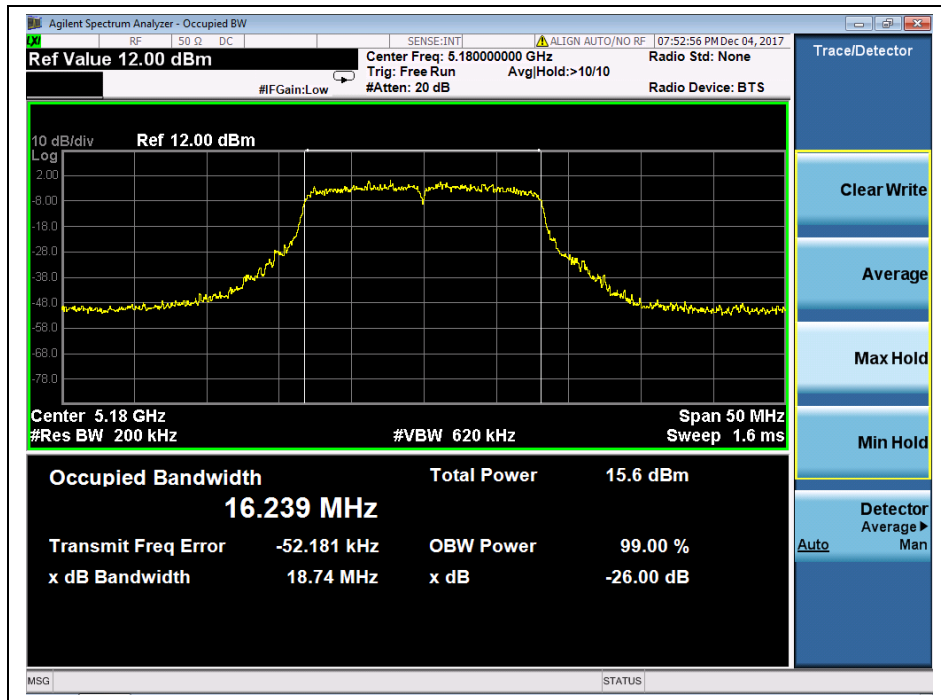 Agilent Spectrum Analyzer - Occupied BW
LXI RF 50 Ω DC SENSE:INT ALIGN AUTO/NO RF 07:52:56 PM Dec 04, 2017
Ref Value 12.00 dBm
Center Freq: 5.180000000 GHz
Radio Std: None
Trig: Free Run Avg|Hold:>10/10
#IFGain:Low #Atten: 20 dB Radio Device: BTS
Trace/Detector
10 dB/div Ref 12.00 dBm
Log
2.00
-8.00
-18.0
-28.0
-38.0
-48.0
-58.0
-68.0
-78.0
Center 5.18 GHz Span 50 MHz
#Res BW 200 kHz #VBW 620 kHz Sweep 1.6 ms
Occupied Bandwidth Total Power 15.6 dBm
16.239 MHz
Transmit Freq Error -52.181 kHz OBW Power 99.00 %
x dB Bandwidth 18.74 MHz x dB -26.00 dB
Clear Write
Average
Max Hold
Min Hold
Detector
Average
Auto Man
MSG STATUS